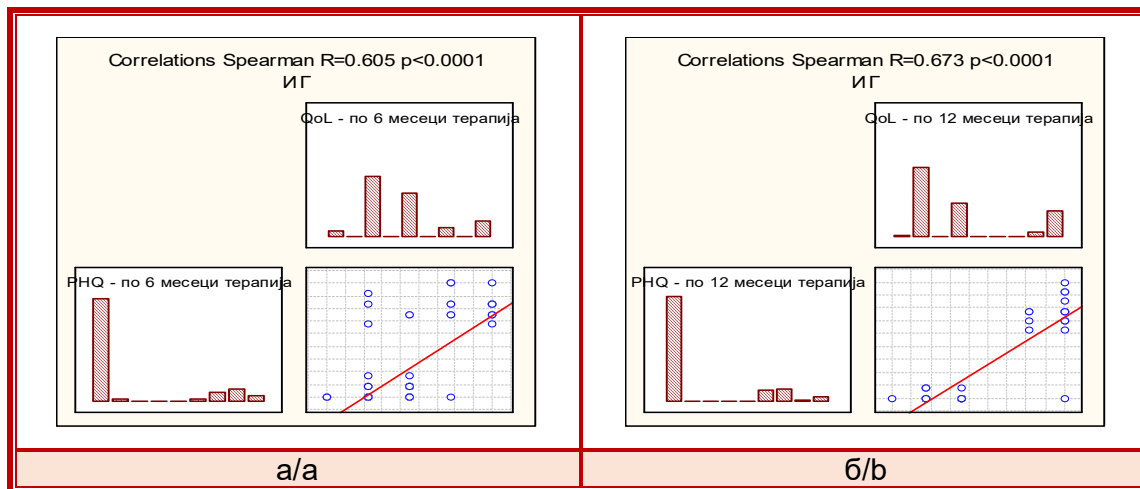 Correlations Spearman R=0.605 p<0.0001
ИГ
QoL - по 6 месеци терапија
PHQ - по 6 месеци терапија
Correlations Spearman R=0.673 p<0.0001
ИГ
QoL - по 12 месеци терапија
PHQ - по 12 месеци терапија
а/a
б/b